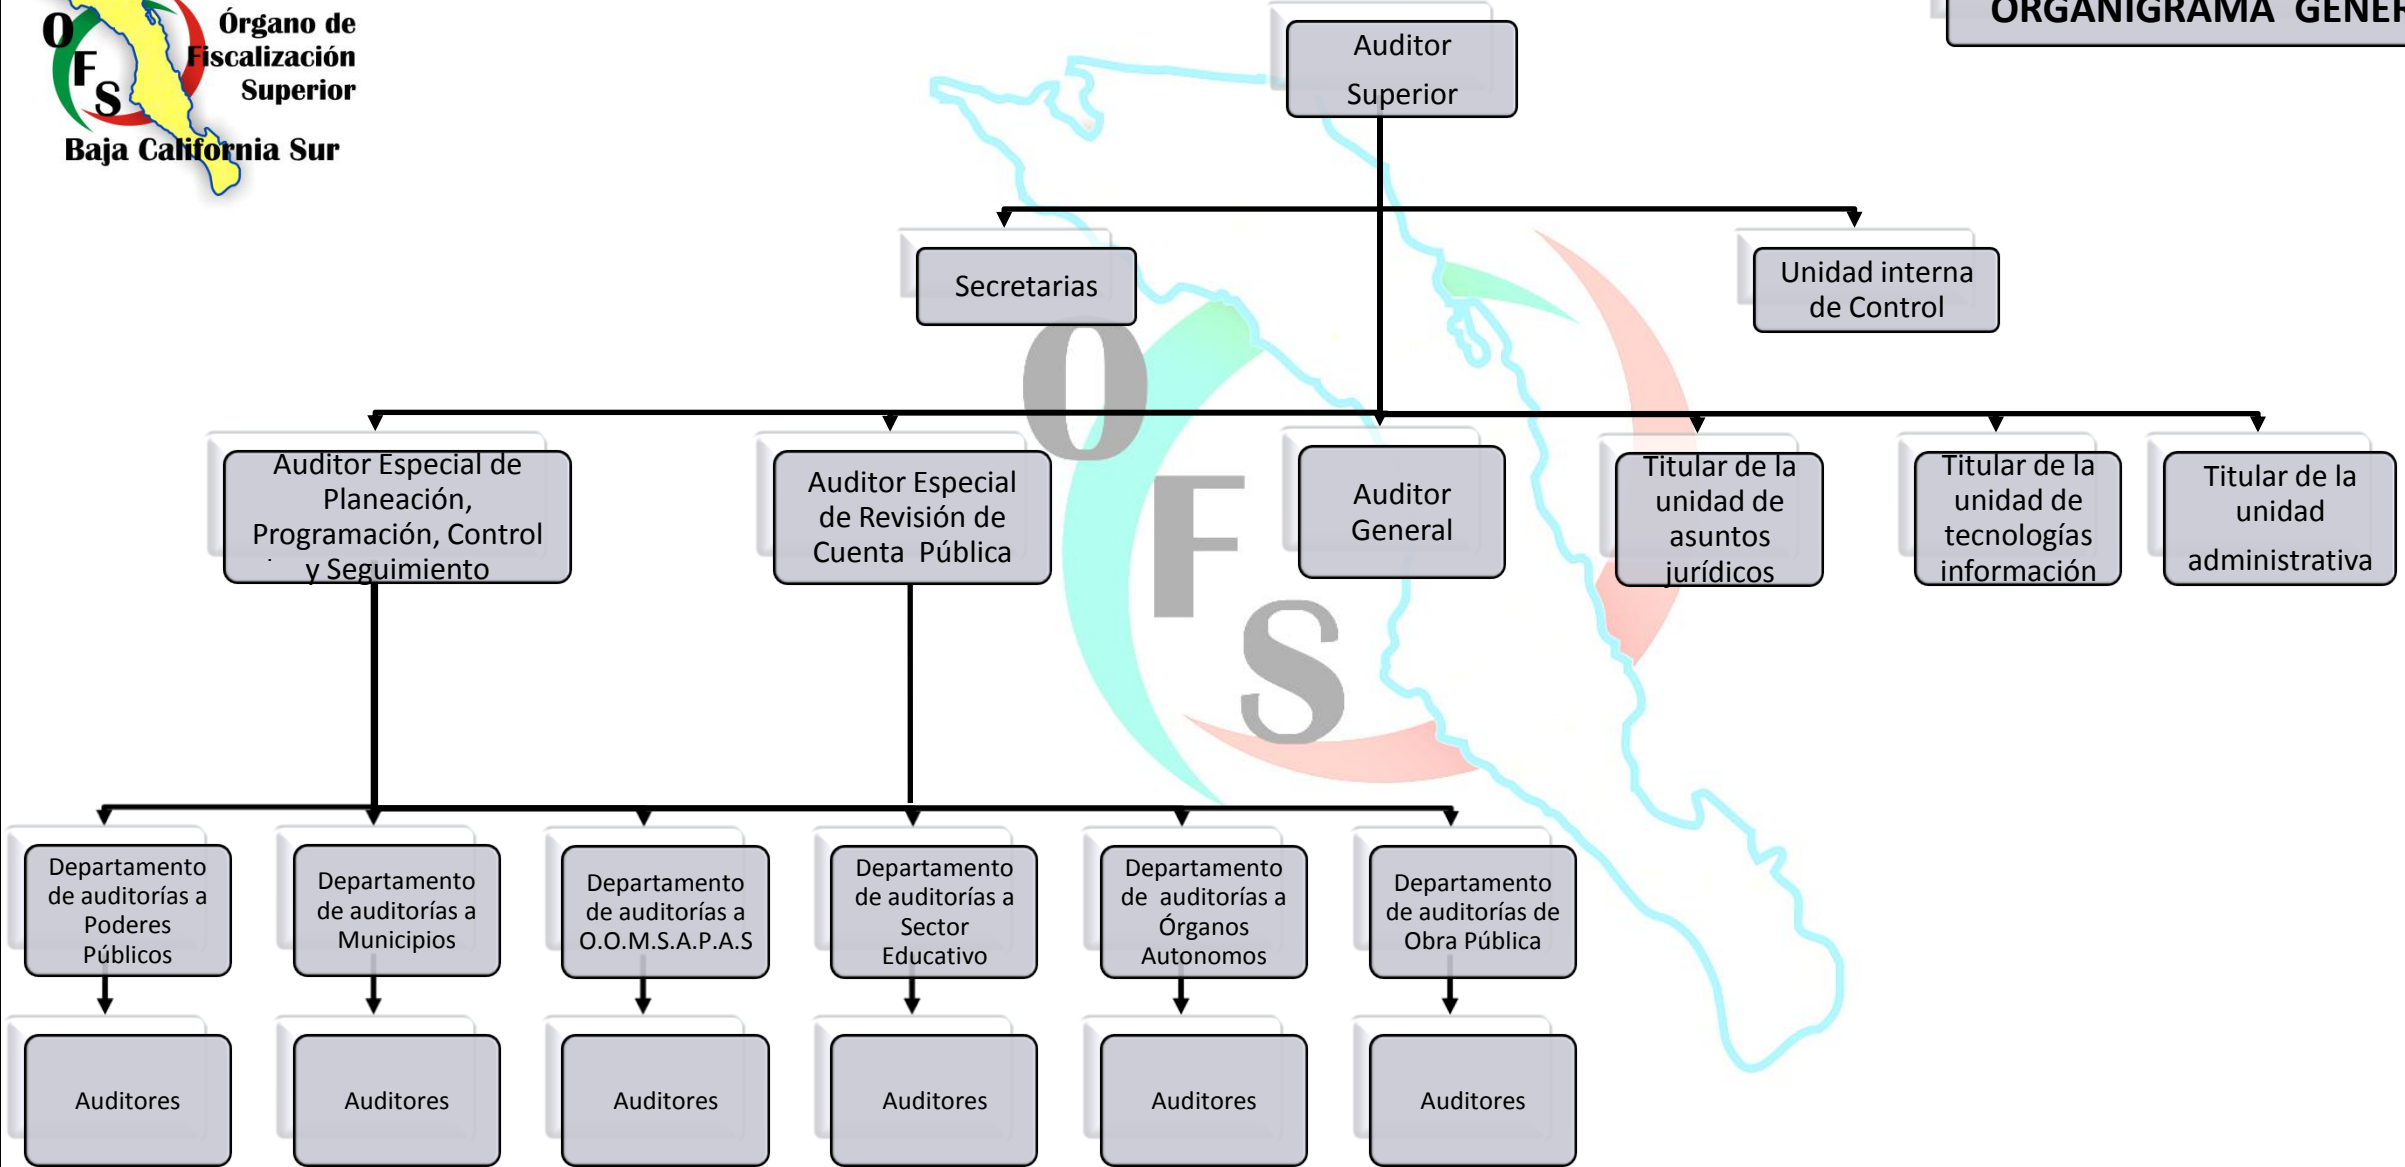 O
F
S
Órgano de
Fiscalización
Superior
Baja California Sur
ORGANIGRAMA GENER
Auditor
Superior
Secretarias
Unidad interna
de Control
O
F
S
Auditor Especial de
Planeación,
Programación, Control
y Seguimiento
Auditor Especial
de Revisión de
Cuenta Pública
Auditor
General
Titular de la
unidad de
asuntos
jurídicos
Titular de la
unidad de
tecnologías
información
Titular de la
unidad
administrativa
Departamento
de auditorías a
Poderes
Públicos
Departamento
de auditorías a
Municipios
Departamento
de auditorías a
O.O.M.S.A.P.A.S
Departamento
de auditorías a
Sector
Educativo
Departamento
de auditorías a
Órganos
Autonomos
Departamento
de auditorías de
Obra Pública
Auditores
Auditores
Auditores
Auditores
Auditores
Auditores